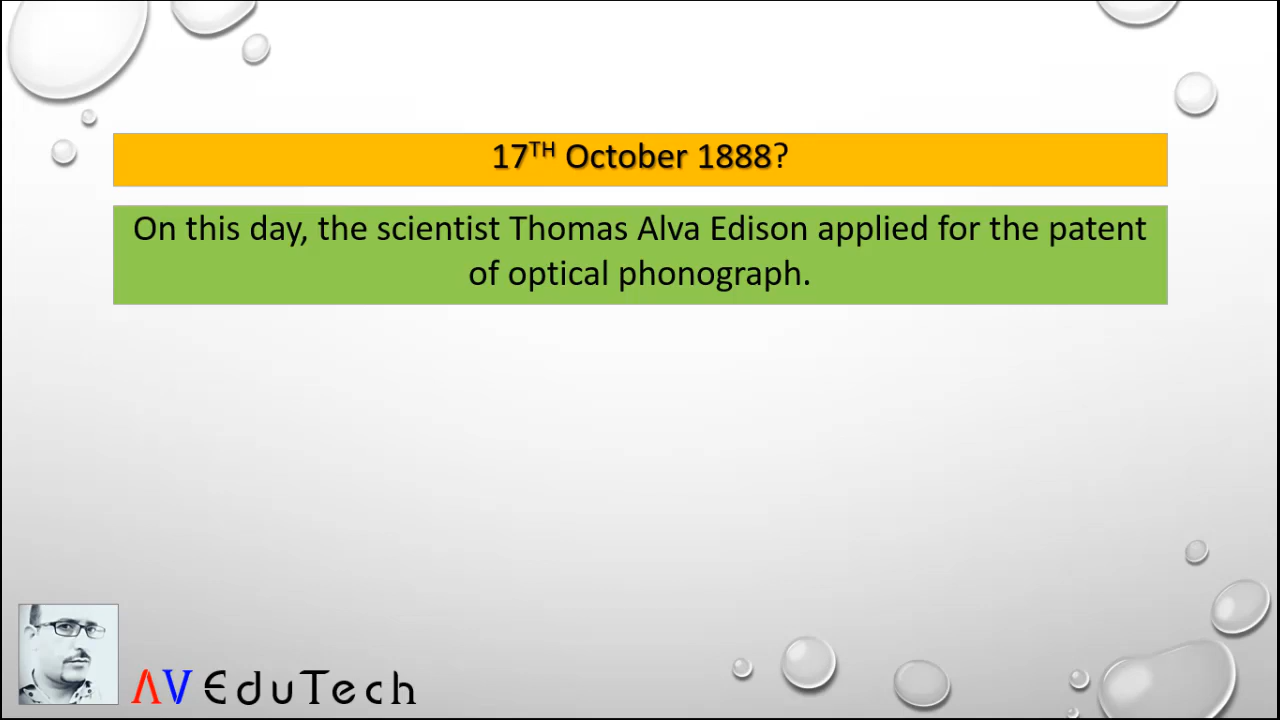 17TH October 1888?
On this day, the scientist Thomas Alva Edison applied for the patent
of optical phonograph.
AV EduTech